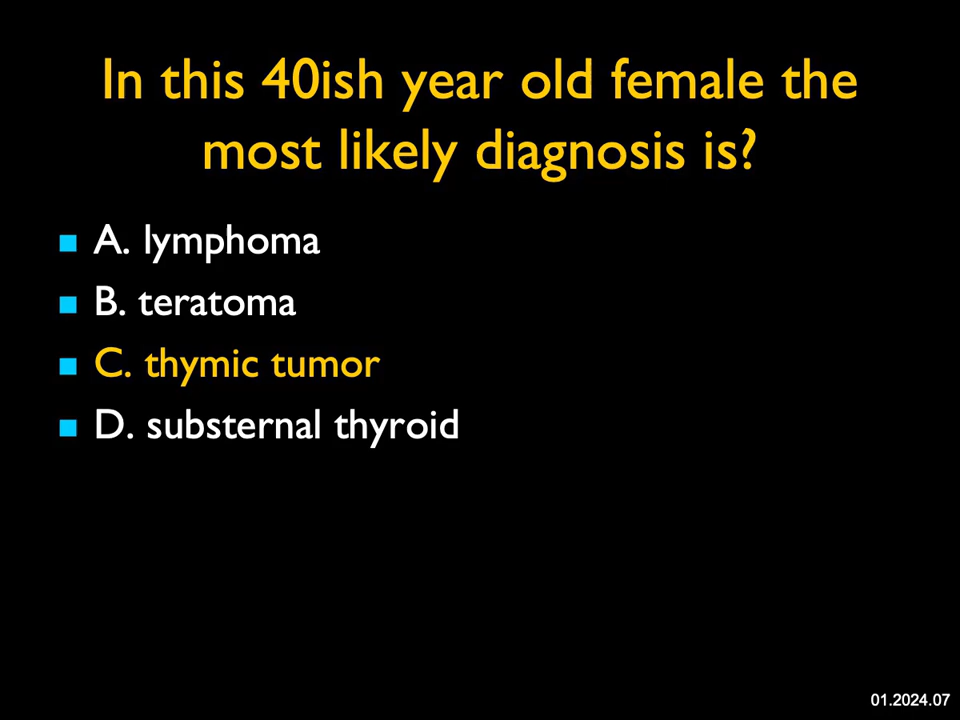 In this 40ish year old female the
most likely diagnosis is?
A. lymphoma
B. teratoma
C. thymic tumor
D. substernal thyroid
01.2024.07